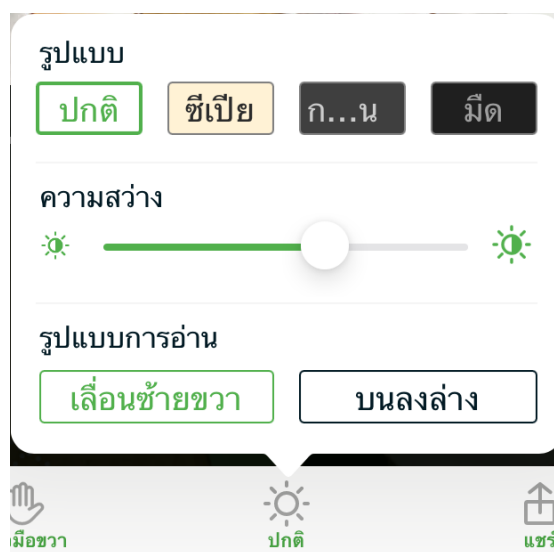 รูปแบบ
ปกติ ซีเปีย ก...น มืด
ความสว่าง
รูปแบบการอ่าน
เลื่อนซ้ายขวา บนลงล่าง
มือขวา ปกติ แชร์